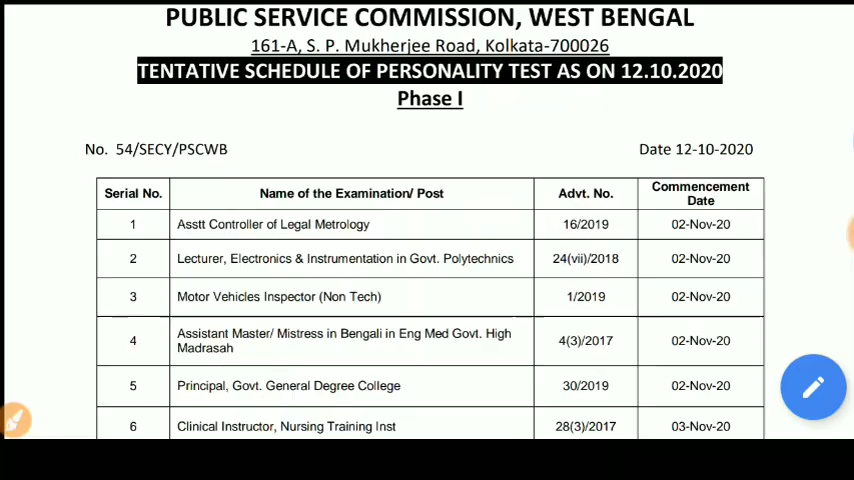 PUBLIC SERVICE COMMISSION, WEST BENGAL
161-A, S. P. Mukherjee Road, Kolkata-700026
TENTATIVE SCHEDULE OF PERSONALITY TEST AS ON 12.10.2020
Phase I
No. 54/SECY/PSCWB Date 12-10-2020
Serial No. Name of the Examination/ Post Advt. No. Commencement Date
1 Asstt Controller of Legal Metrology 16/2019 02-Nov-20
2 Lecturer, Electronics & Instrumentation in Govt. Polytechnics 24(vii)/2018 02-Nov-20
3 Motor Vehicles Inspector (Non Tech) 1/2019 02-Nov-20
4 Assistant Master/ Mistress in Bengali in Eng Med Govt. High Madrasah 4(3)/2017 02-Nov-20
5 Principal, Govt. General Degree College 30/2019 02-Nov-20
6 Clinical Instructor, Nursing Training Inst 28(3)/2017 03-Nov-20